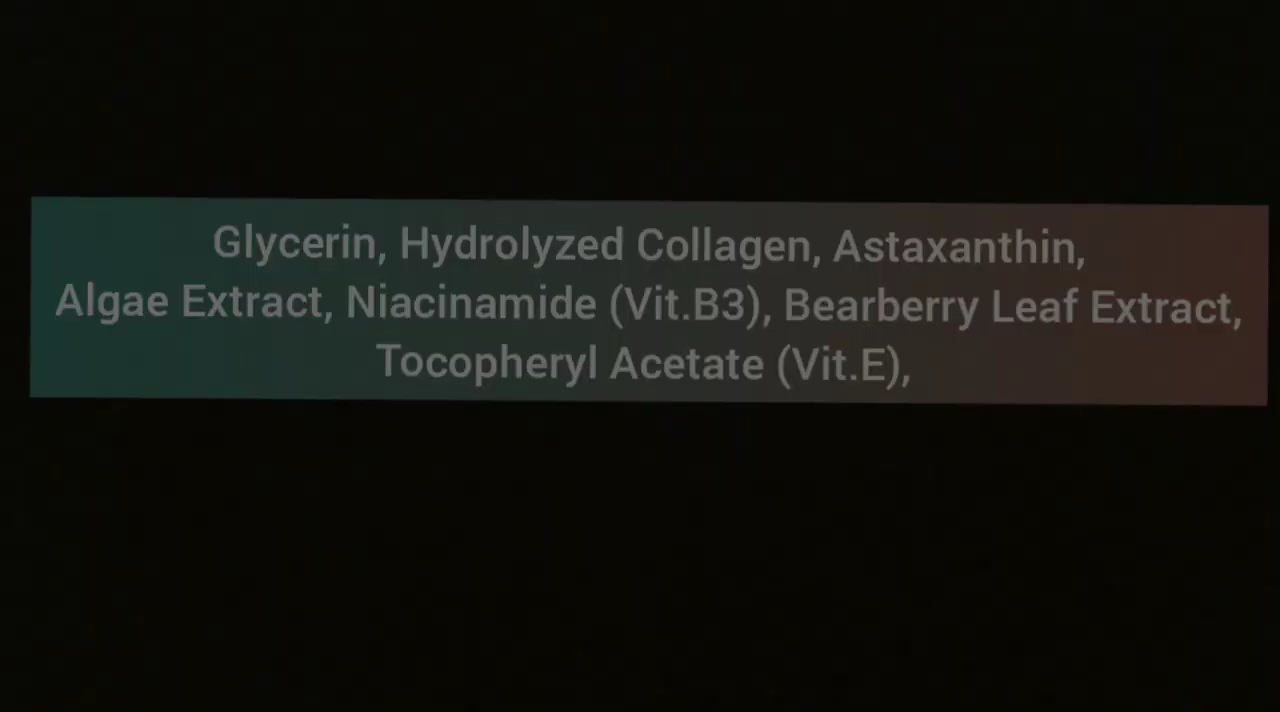 Glycerin, Hydrolyzed Collagen, Astaxanthin,
Algae Extract, Niacinamide (Vit.B3), Bearberry Leaf Extract,
Tocopheryl Acetate (Vit.E),